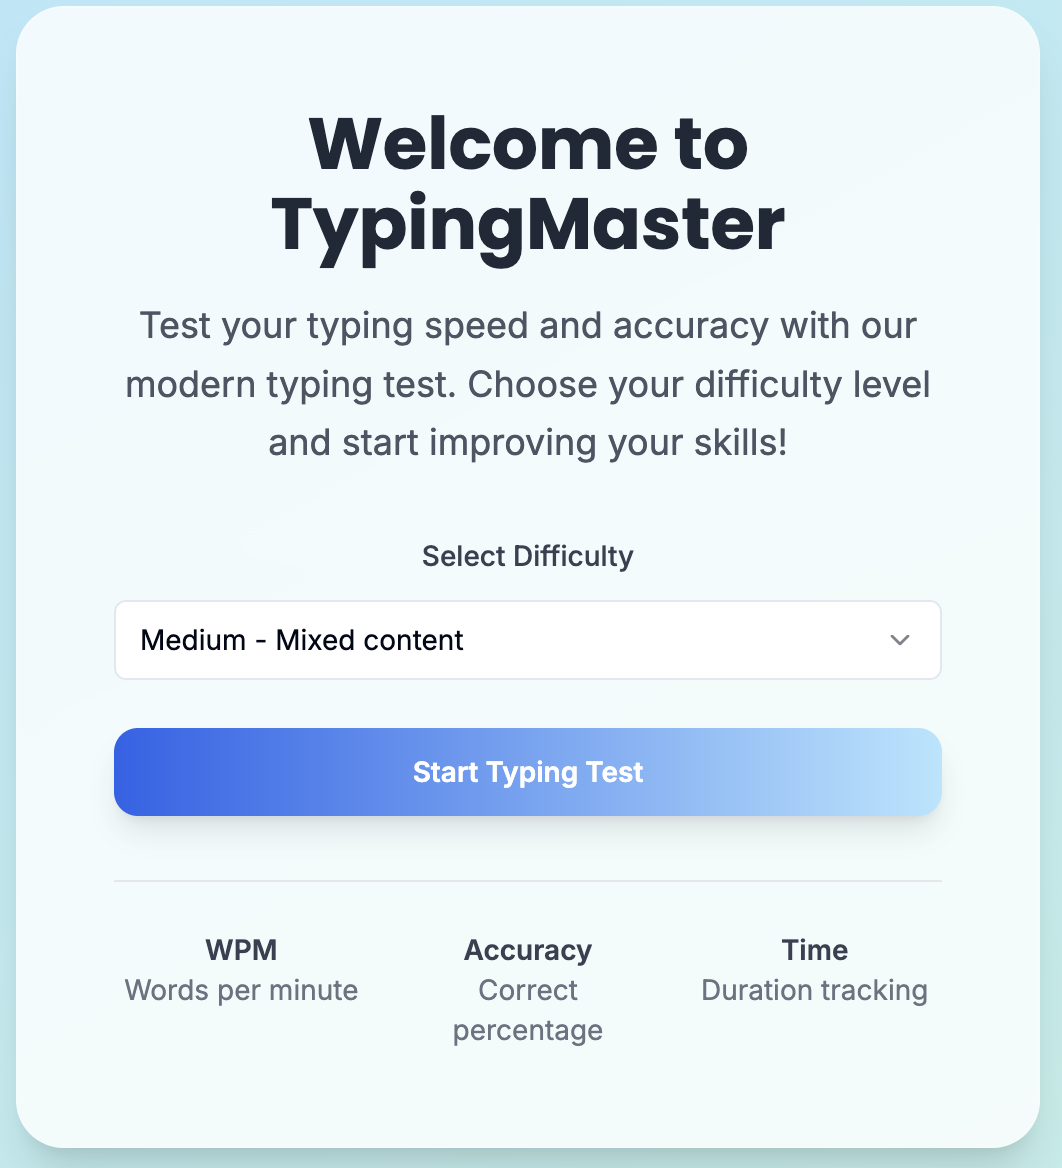 Welcome to
TypingMaster
Test your typing speed and accuracy with our
modern typing test. Choose your difficulty level
and start improving your skills!
Select Difficulty
Medium - Mixed content
Start Typing Test
WPM
Words per minute
Accuracy
Correct
percentage
Time
Duration tracking